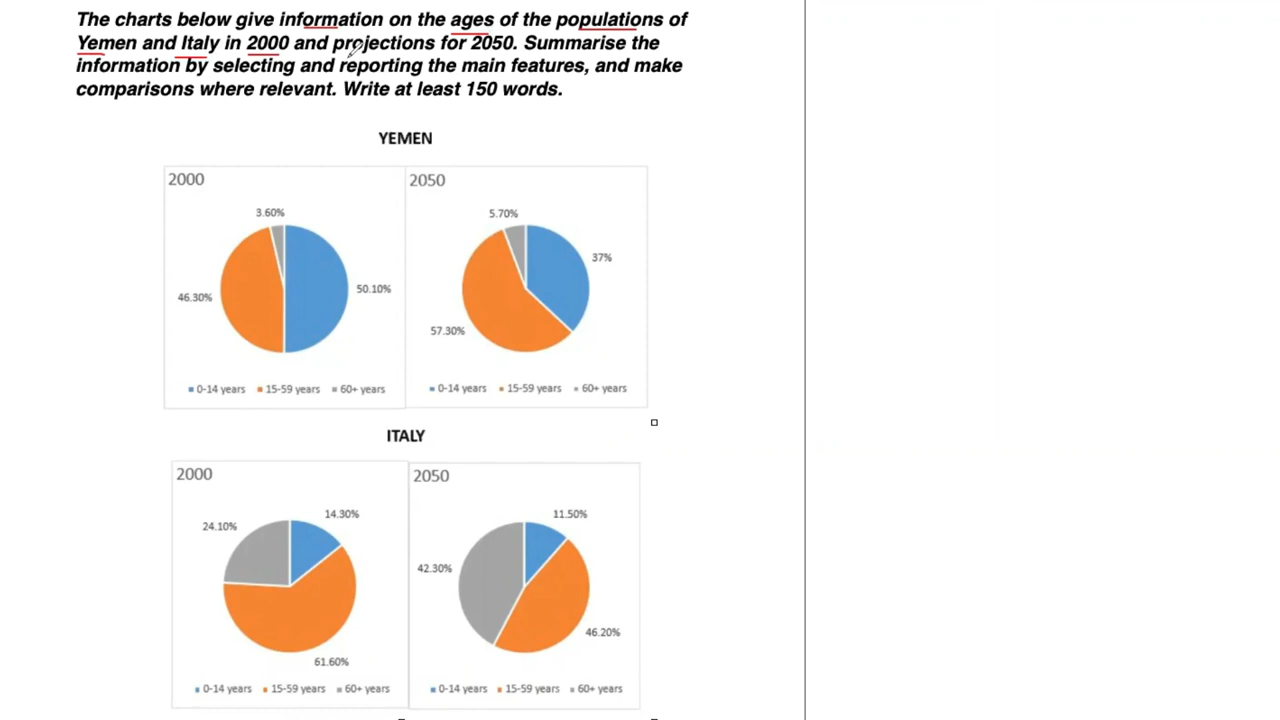 The charts below give information on the ages of the populations of
Yemen and Italy in 2000 and projections for 2050. Summarise the
information by selecting and reporting the main features, and make
comparisons where relevant. Write at least 150 words.
YEMEN
2000
3.60%
46.30%
50.10%
0-14 years 15-59 years 60+ years
2050
5.70%
37%
57.30%
0-14 years 15-59 years 60+ years
ITALY
2000
14.30%
24.10%
61.60%
0-14 years 15-59 years 60+ years
2050
11.50%
42.30%
46.20%
0-14 years 15-59 years 60+ years